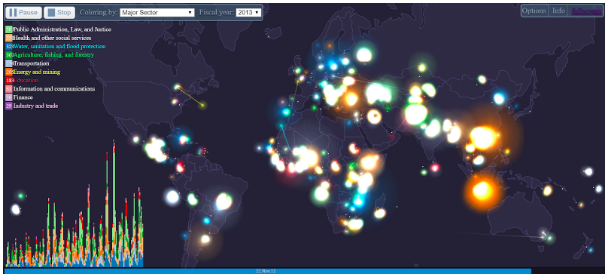 Pause Stop Coloring by: Major Sector Fiscal year: 2013 Options Info
Public Administration, Law, and Justice
Health and other social services
Water, sanitation and flood protection
Agriculture, fishing, and forestry
Transportation
Energy and mining
Information and communications
Finance
Industry and trade